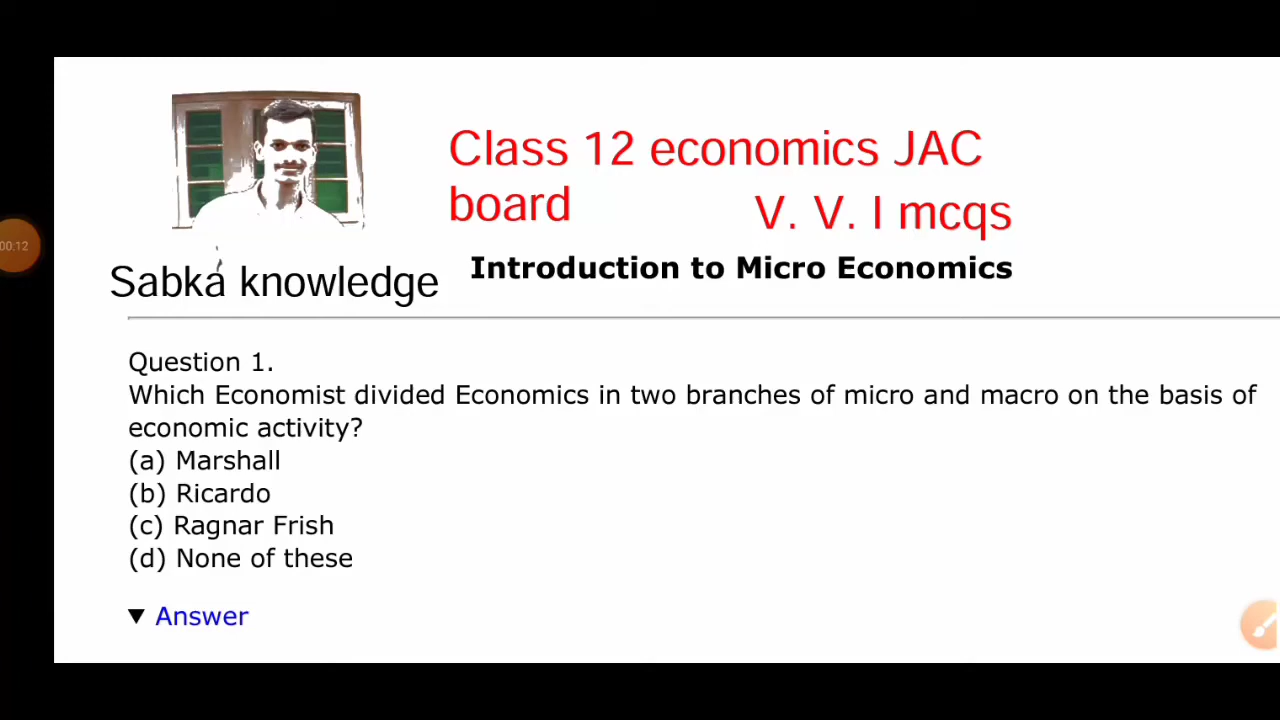 Class 12 economics JAC
board
V. V. I mcqs
Sabka knowledge
Introduction to Micro Economics
00:12
Question 1.
Which Economist divided Economics in two branches of micro and macro on the basis of
economic activity?
(a) Marshall
(b) Ricardo
(c) Ragnar Frish
(d) None of these
▼ Answer